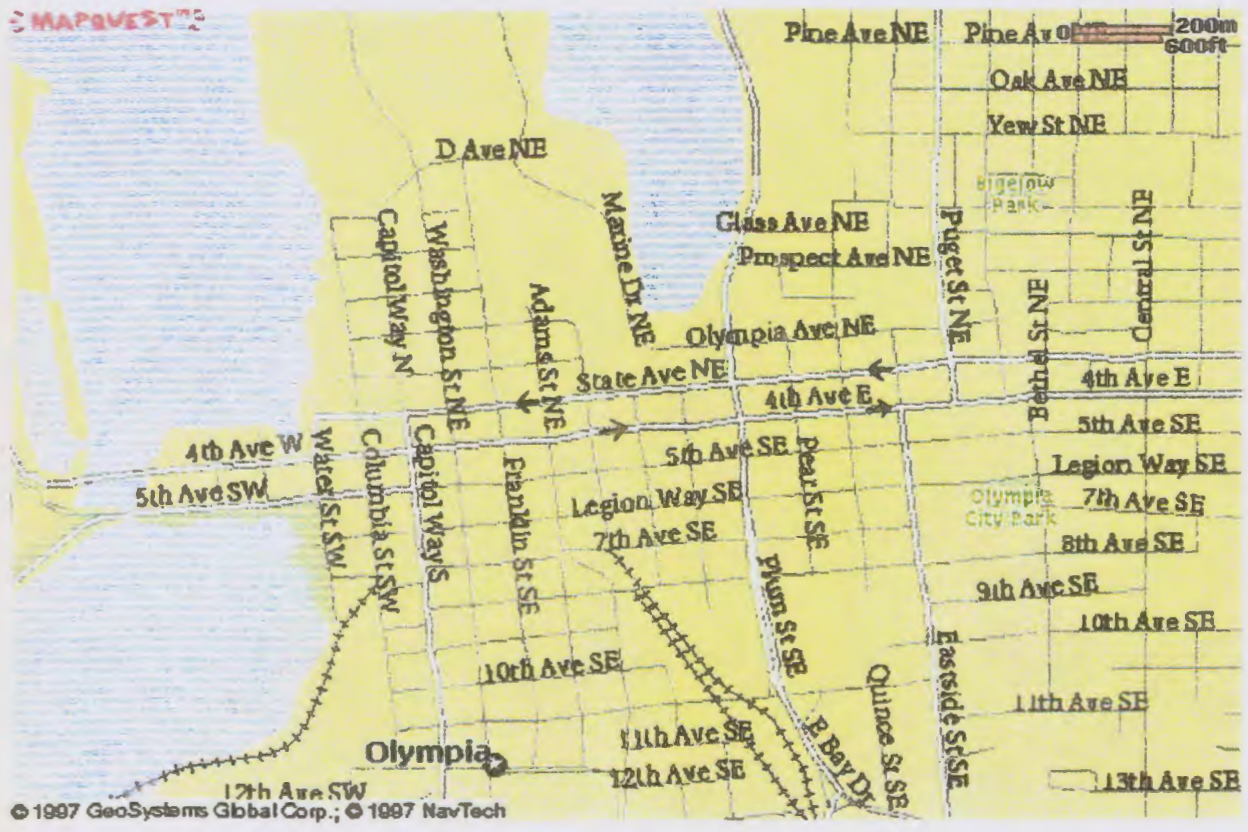 MAPQUEST™
Pine Ave NE
Pine Av
0
200m
600ft
Oak Ave NE
Yew St NE
D Ave NE
Bigelow
Park
Capitol Way N
Washington St NE
Marine Dr NE
Glass Ave NE
Puget St NE
Central St NE
Prospect Ave NE
Adams St NE
Bethel St NE
Olympia Ave NE
State Ave NE
4th Ave E
4th Ave E
4th Ave W
Water St SW
Columbia St SW
Capitol Way S
Franklin St SE
5th Ave SE
Pear St SE
5th Ave SE
5th Ave SW
Legion Way SE
Legion Way SE
Olympia
City Park
7th Ave SE
7th Ave SE
8th Ave SE
Plum St SE
9th Ave SE
10th Ave SE
Eastside St SE
10th Ave SE
Quince St SE
11th Ave SE
11th Ave SE
E Bay Dr
Olympia
12th Ave SE
13th Ave SE
12th Ave SW
© 1997 GeoSystems Global Corp.; © 1997 NavTech